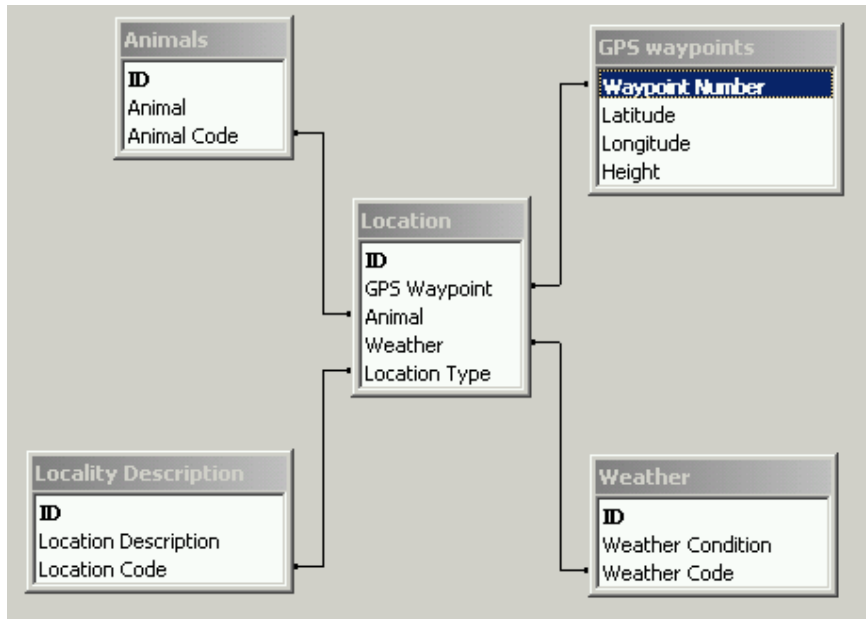 Animals
ID
Animal
Animal Code
GPS waypoints
Waypoint Number
Latitude
Longitude
Height
Location
ID
GPS Waypoint
Animal
Weather
Location Type
Locality Description
ID
Location Description
Location Code
Weather
ID
Weather Condition
Weather Code